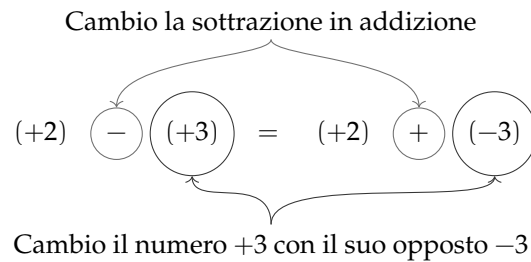 Cambio la sottrazione in addizione
(+2) − (+3) = (+2) + (−3)
Cambio il numero +3 con il suo opposto −3